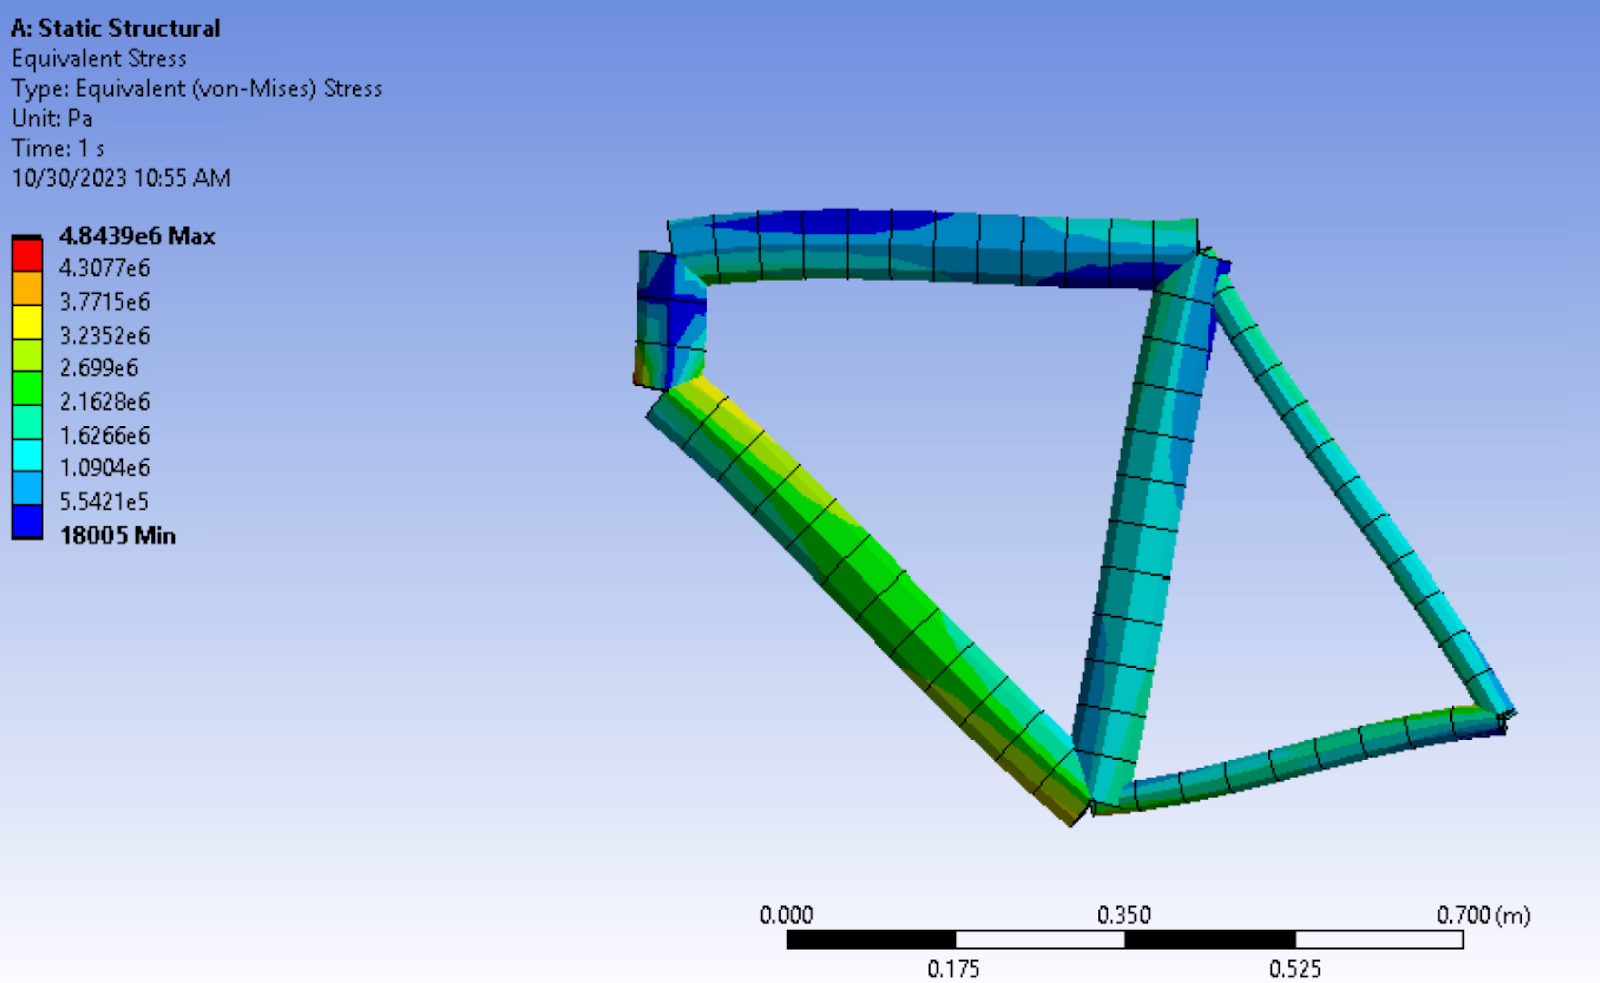 A: Static Structural
Equivalent Stress
Type: Equivalent (von-Mises) Stress
Unit: Pa
Time: 1 s
10/30/2023 10:55 AM
4.8439e6 Max
4.3077e6
3.7715e6
3.2352e6
2.699e6
2.1628e6
1.6266e6
1.0904e6
5.5421e5
18005 Min
0.000 0.350 0.700 (m)
0.175 0.525